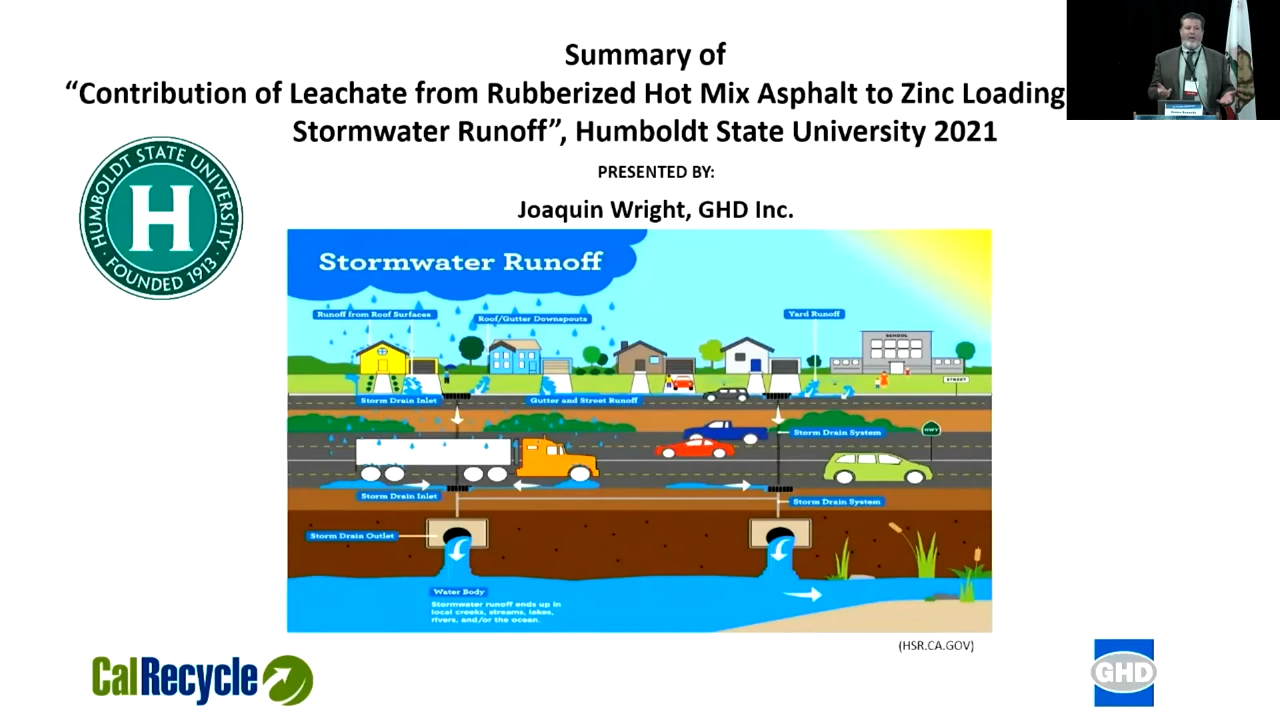 Summary of
“Contribution of Leachate from Rubberized Hot Mix Asphalt to Zinc Loading
Stormwater Runoff”, Humboldt State University 2021
PRESENTED BY:
Joaquin Wright, GHD Inc.
HUMBOLDT STATE UNIVERSITY
H
· FOUNDED 1913 ·
Stormwater Runoff
Runoff from Roof Surfaces
Roof/Gutter Downspouts
Yard Runoff
SCHOOL
STREET
Storm Drain Inlet
Gutter and Street Runoff
Storm Drain System
HWY
Storm Drain Inlet
Storm Drain System
Storm Drain Outlet
Water Body
Stormwater runoff ends up in
local creeks, streams, lakes,
rivers, and/or the ocean.
(HSR.CA.GOV)
CalRecycle
GHD